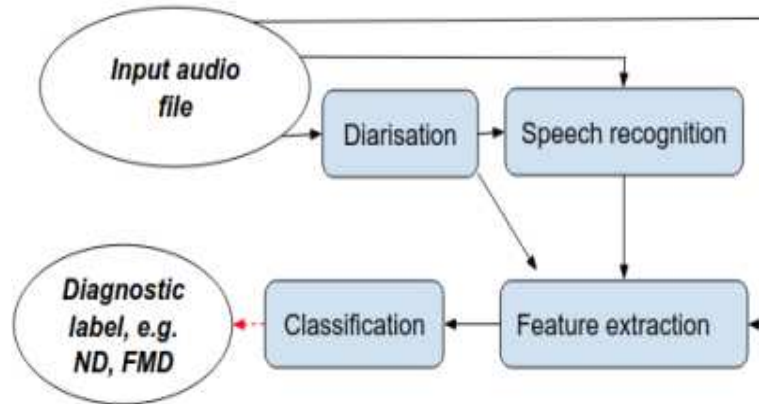 Input audio
file
Diarisation
Speech recognition
Diagnostic
label, e.g.
ND, FMD
Classification
Feature extraction